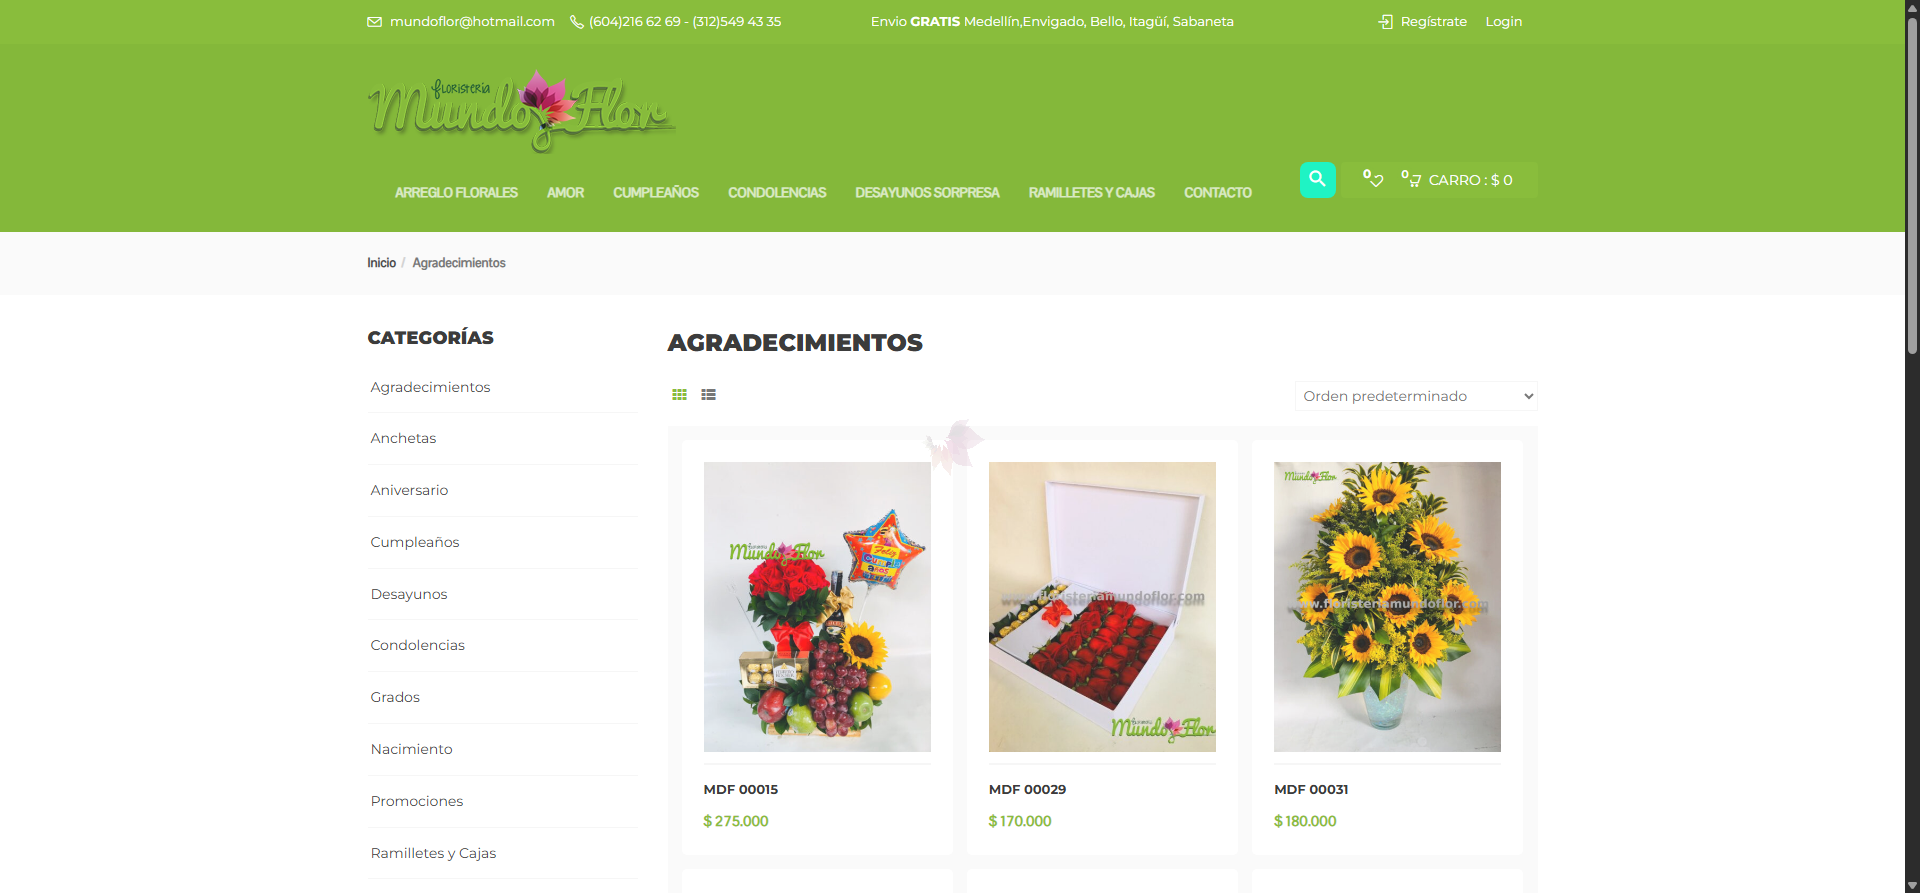 mundoflor@hotmail.com
(604)216 62 69 - (312)549 43 35
Envio GRATIS Medellín,Envigado, Bello, Itagüí, Sabaneta
Regístrate
Login
floristería
Mundo Flor
ARREGLO FLORALES
AMOR
CUMPLEAÑOS
CONDOLENCIAS
DESAYUNOS SORPRESA
RAMILLETES Y CAJAS
CONTACTO
0
0
CARRO : $ 0
Inicio / Agradecimientos
CATEGORÍAS
Agradecimientos
Anchetas
Aniversario
Cumpleaños
Desayunos
Condolencias
Grados
Nacimiento
Promociones
Ramilletes y Cajas
AGRADECIMIENTOS
Orden predeterminado
Mundo Flor
Feliz
Cumple
años
www.floristeriamundoflor.com
Mundo Flor
Mundo Flor
www.floristeriamundoflor.com
MDF 00015
$ 275.000
MDF 00029
$ 170.000
MDF 00031
$ 180.000